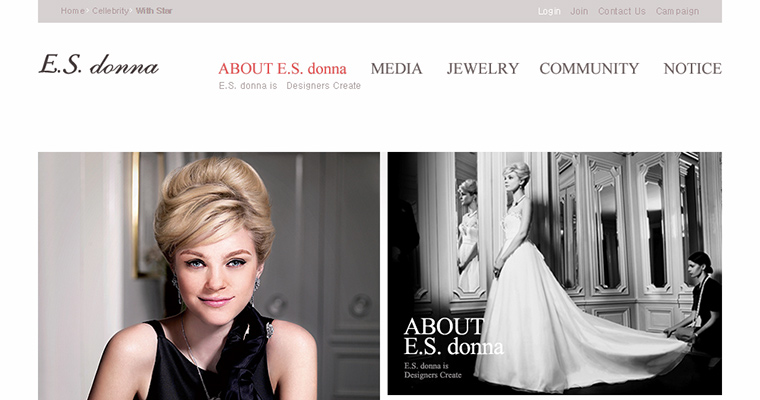 Home > Cellebrity > With Star
Login Join Contact Us Campaign
E.S. donna
ABOUT E.S. donna MEDIA JEWELRY COMMUNITY NOTICE
E.S. donna is Designers Create
ABOUT
E.S. donna
E.S. donna is
Designers Create